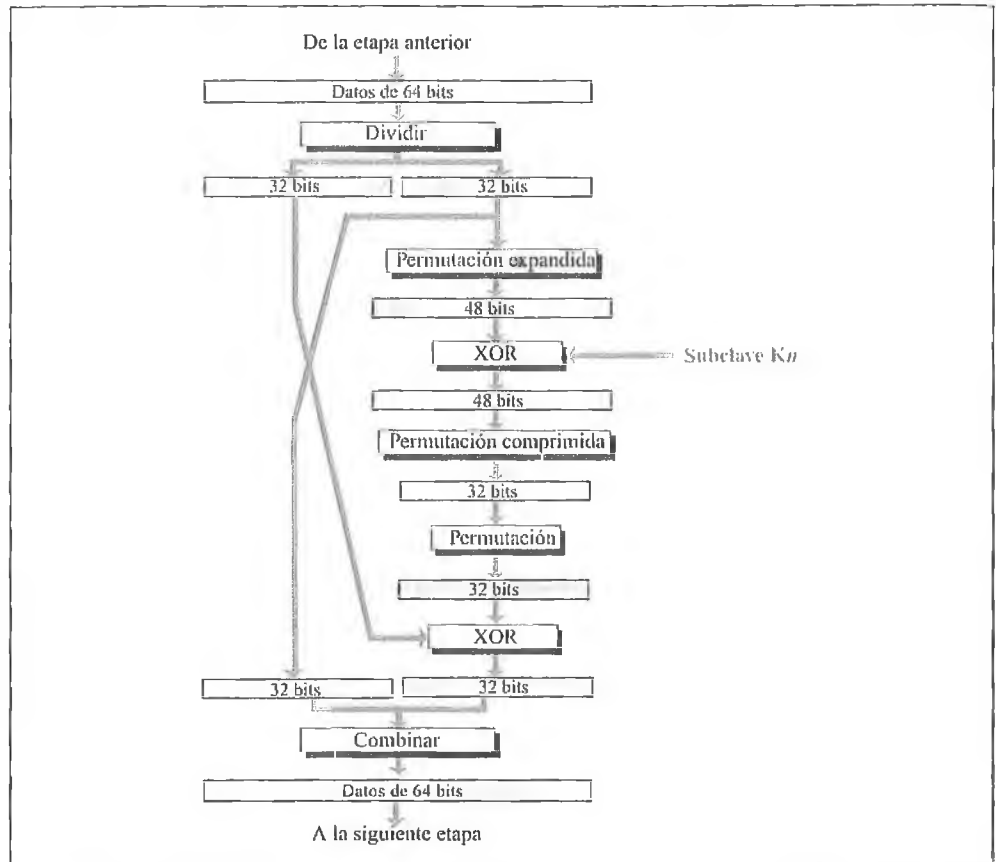 De la etapa anterior
Datos de 64 bits
Dividir
32 bits 32 bits
Permutación expandida
48 bits
XOR Subclave Kn
48 bits
Permutación comprimida
32 bits
Permutación
32 bits
XOR
32 bits 32 bits
Combinar
Datos de 64 bits
A la siguiente etapa